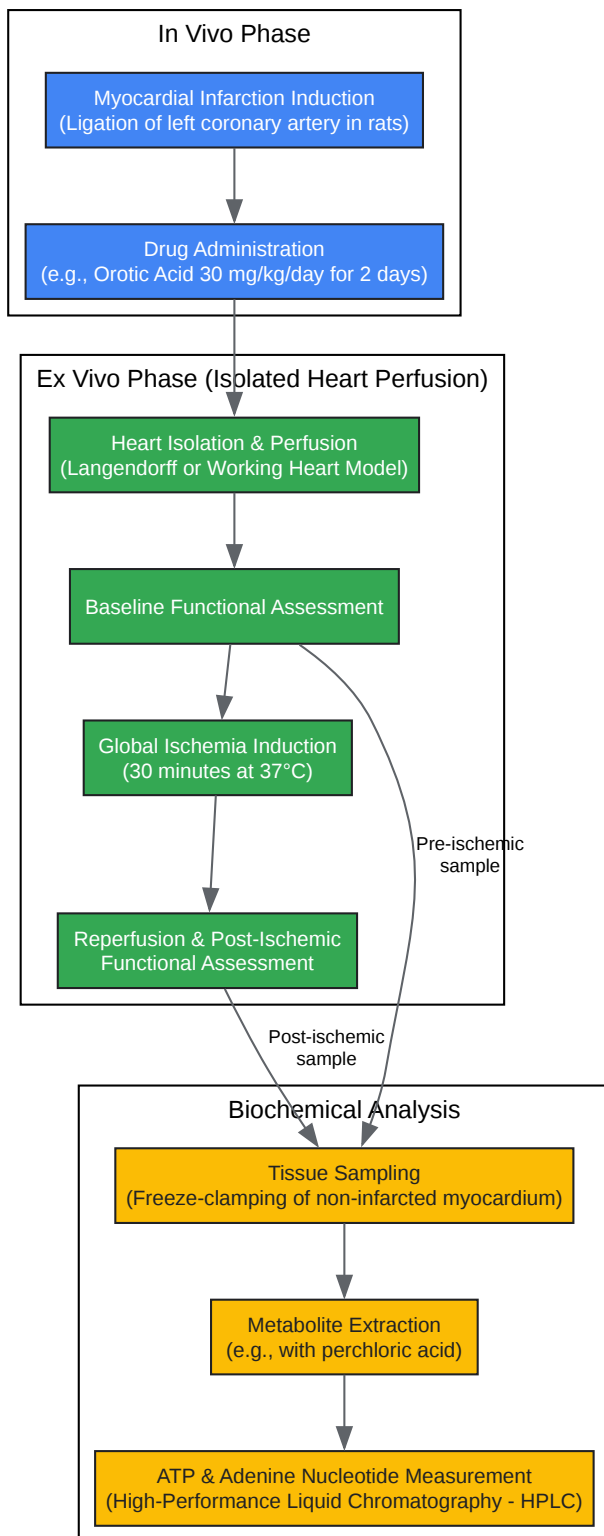 In Vivo Phase
Myocardial Infarction Induction
(Ligation of left coronary artery in rats)
Drug Administration
(e.g., Orotic Acid 30 mg/kg/day for 2 days)
Ex Vivo Phase (Isolated Heart Perfusion)
Heart Isolation & Perfusion
(Langendorff or Working Heart Model)
Baseline Functional Assessment
Global Ischemia Induction
(30 minutes at 37°C)
Pre-ischemic
sample
Reperfusion & Post-Ischemic
Functional Assessment
Post-ischemic
sample
Biochemical Analysis
Tissue Sampling
(Freeze-clamping of non-infarcted myocardium)
Metabolite Extraction
(e.g., with perchloric acid)
ATP & Adenine Nucleotide Measurement
(High-Performance Liquid Chromatography - HPLC)